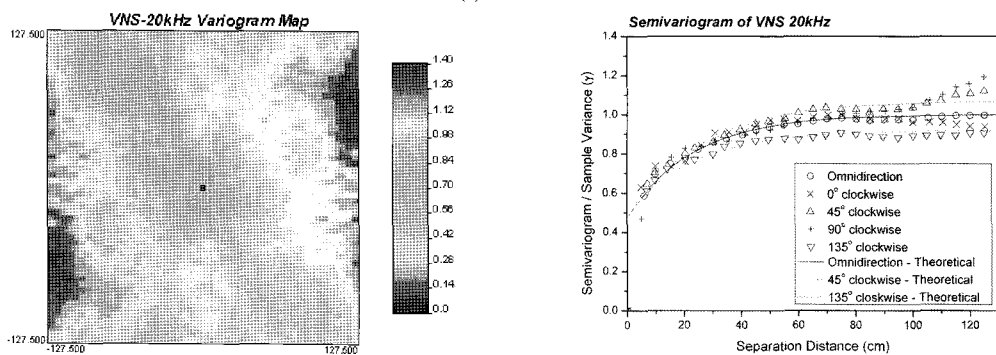 VNS-20kHz Variogram Map
127.500
-127.500
-127.500
127.500
1.40
1.26
1.12
0.98
0.84
0.70
0.56
0.42
0.28
0.14
0.0
Semivariogram of VNS 20kHz
Semivariogram / Sample Variance (γ)
1.4
1.2
1.0
0.8
0.6
0.4
0.2
0.0
Omnidirection
0° clockwise
45° clockwise
90° clockwise
135° clockwise
Omnidirection - Theoretical
45° clockwise - Theoretical
135° closkwise - Theoretical
0
20
40
60
80
100
120
Separation Distance (cm)